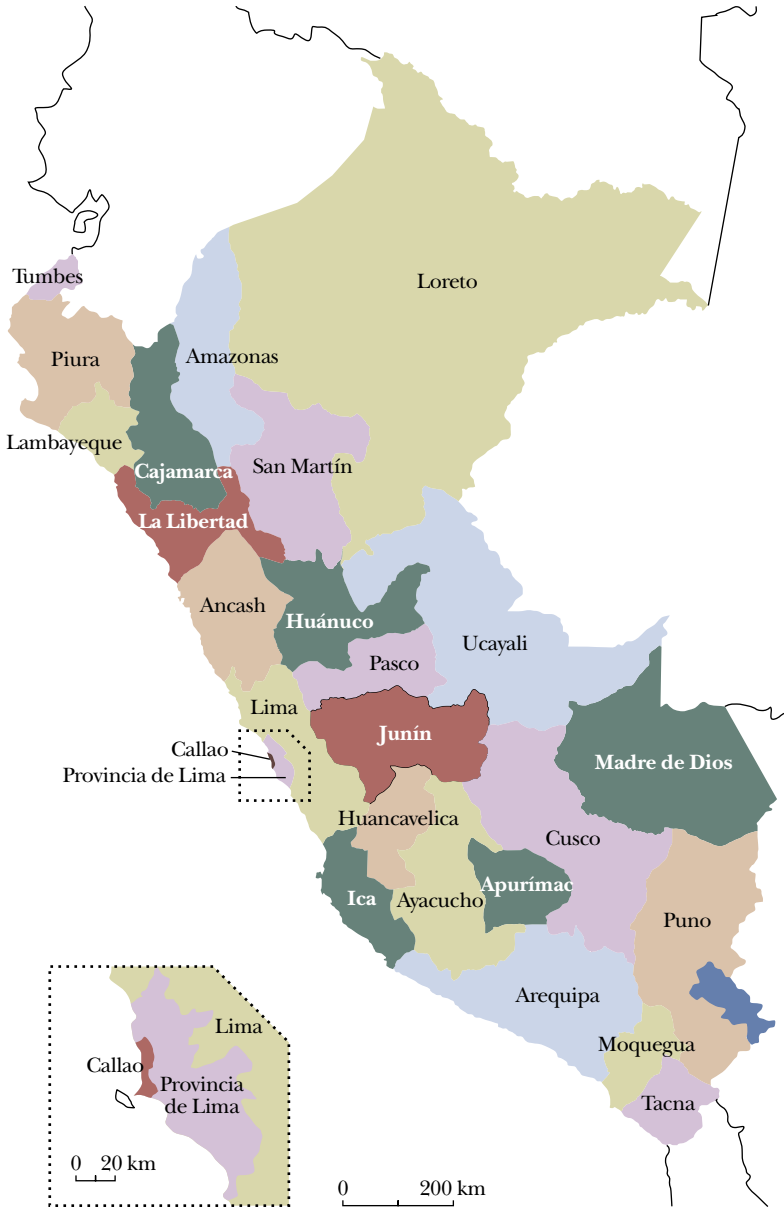 Tumbes
Loreto
Piura
Amazonas
Lambayeque
Cajamarca
San Martín
La Libertad
Ancash
Huánuco
Ucayali
Pasco
Lima
Junín
Callao
Provincia de Lima
Madre de Dios
Huancavelica
Cusco
Apurímac
Ica
Ayacucho
Puno
Arequipa
Moquegua
Tacna
Lima
Callao
Provincia
de Lima
0 20 km
0 200 km